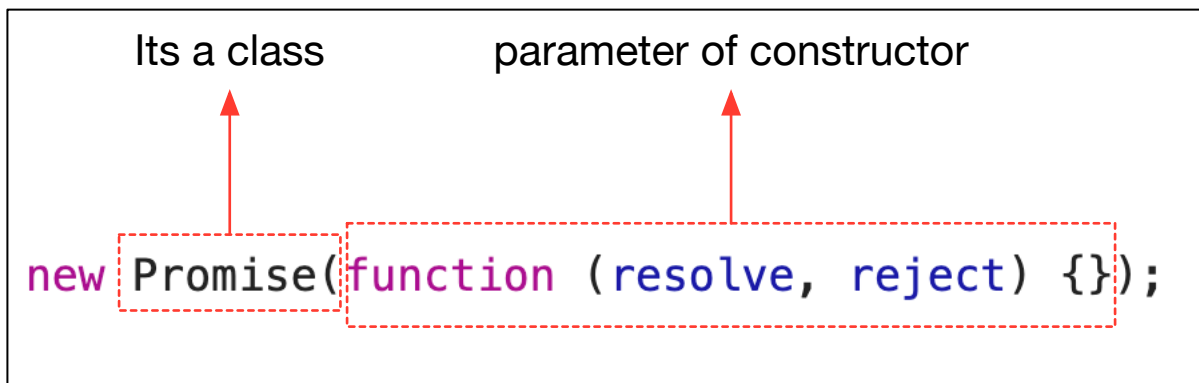 Its a class parameter of constructor
new Promise(function (resolve, reject) {});